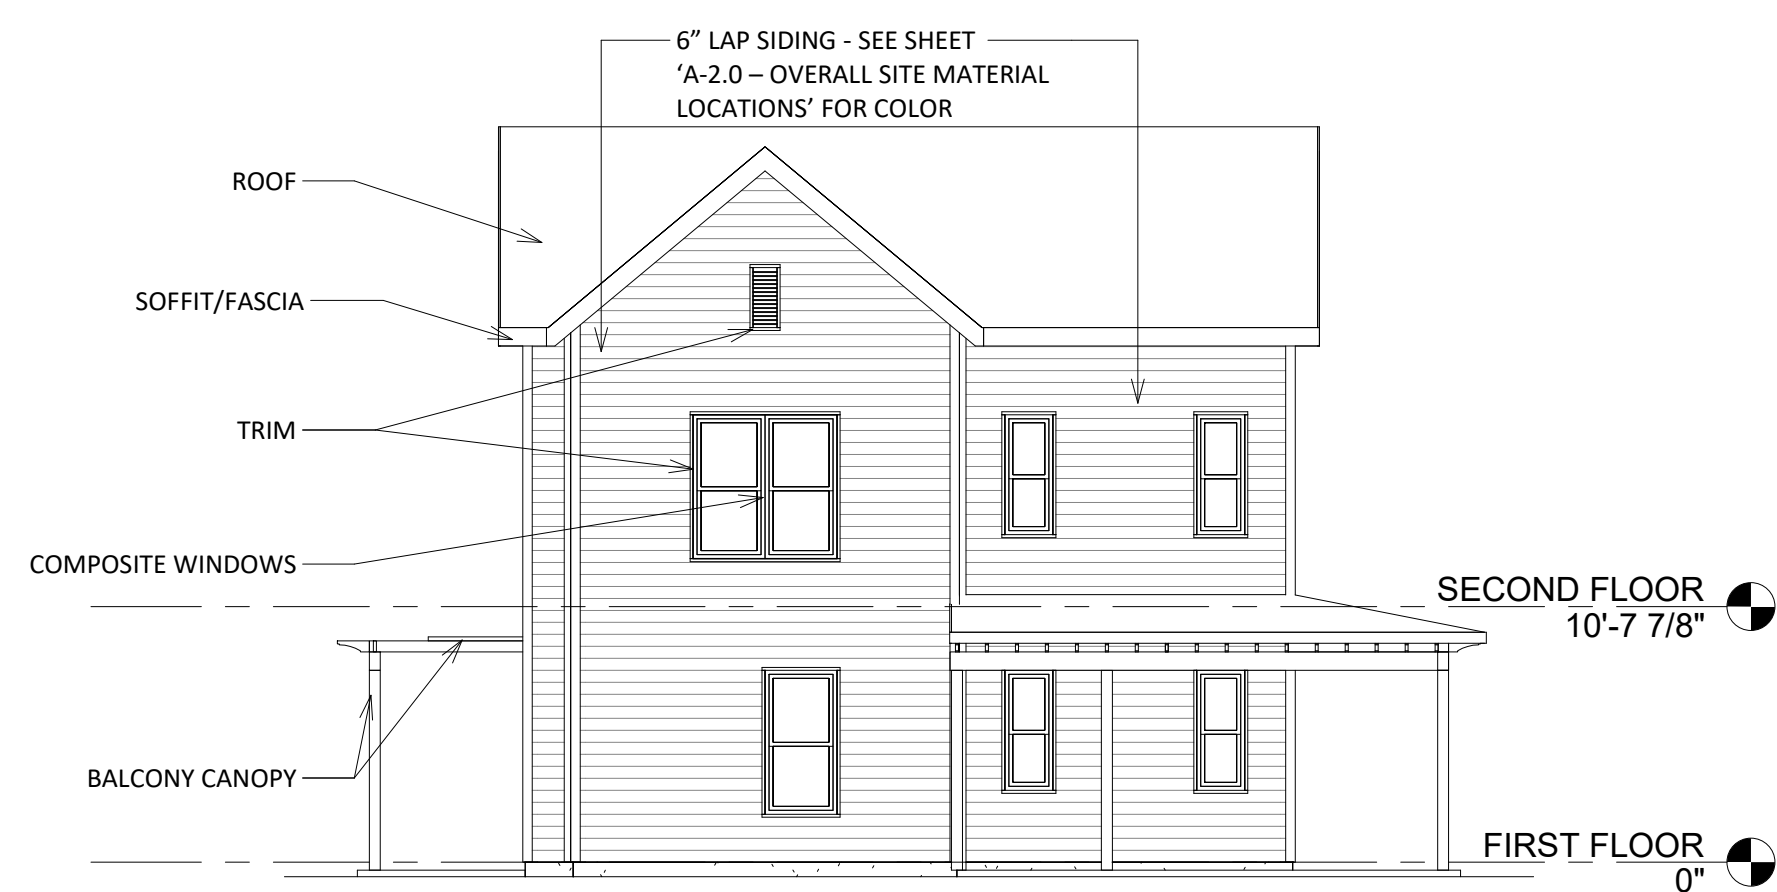 6” LAP SIDING - SEE SHEET
‘A-2.0 – OVERALL SITE MATERIAL
LOCATIONS’ FOR COLOR
ROOF
SOFFIT/FASCIA
TRIM
COMPOSITE WINDOWS
SECOND FLOOR
10'-7 7/8"
BALCONY CANOPY
FIRST FLOOR
0"